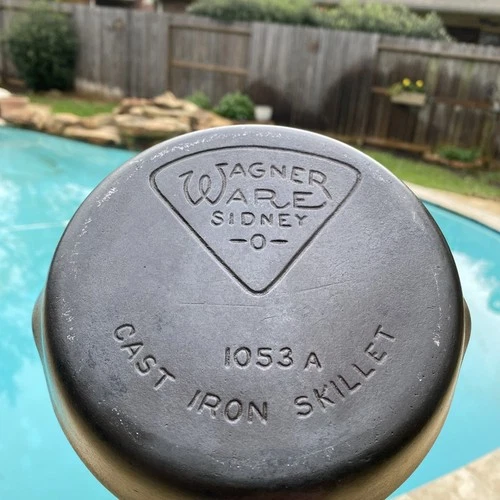 WAGNER
WARE
SIDNEY
-O-
1053 A
CAST IRON SKILLET